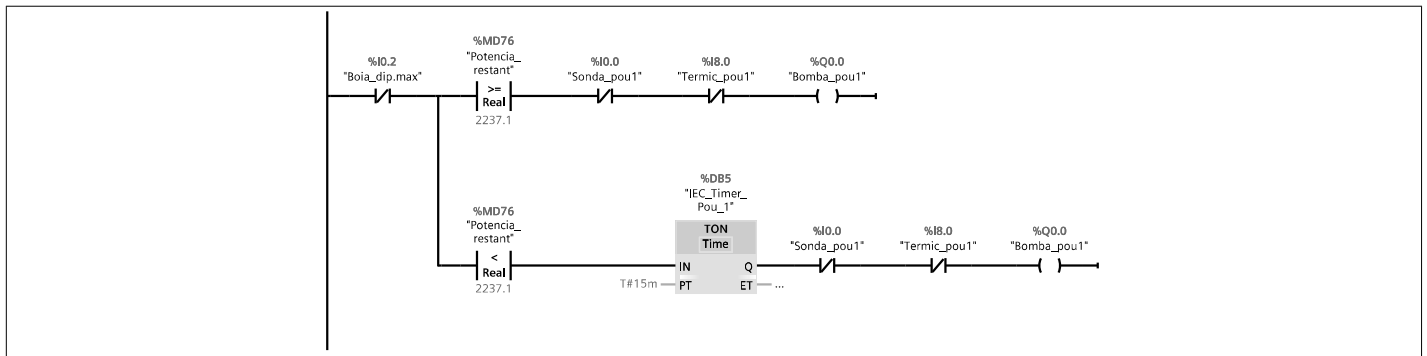 %MD76
"Potencia_
restant"
%I0.2
"Boia_dip.max"
%I0.0
"Sonda_pou1"
%I8.0
"Termic_pou1"
%Q0.0
"Bomba_pou1"
>=
Real
2237.1
%DB5
"IEC_Timer_
Pou_1"
%MD76
"Potencia_
restant"
TON
Time
%I0.0
"Sonda_pou1"
%I8.0
"Termic_pou1"
%Q0.0
"Bomba_pou1"
<
Real
2237.1
IN
Q
T#15m
PT
ET
...